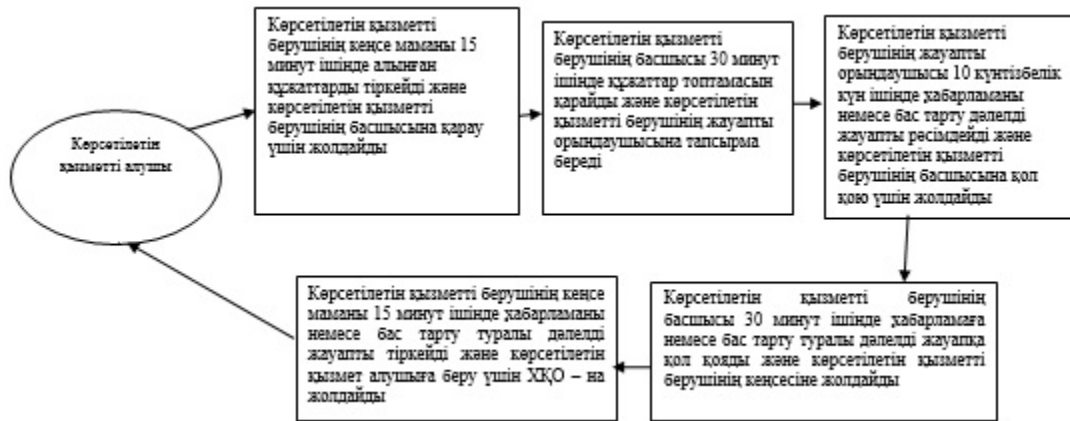 Көрсетілетін
қызметті алушы
Көрсетілетін қызметті
берушінің кеңсе маманы 15
минут ішінде алынған
құжаттарды тіркейді және
көрсетілетін қызметті
берушінің басшысына қарау
үшін жолдайды
Көрсетілетін қызметті
берушінің басшысы 30 минут
ішінде құжаттар топтамасын
қарайды және көрсетілетін
қызметті берушінің жауапты
орындаушысына тапсырма
береді
Көрсетілетін қызметті
берушінің жауапты
орындаушысы 10 күнтізбелік
күн ішінде хабарламаны
немесе бас тарту дәлелді
жауапты рәсімдейді және
көрсетілетін қызметті
берушінің басшысына қол
қою үшін жолдайды
Көрсетілетін қызметті берушінің
басшысы 30 минут ішінде хабарламаға
немесе бас тарту туралы дәлелді жауапқа
қол қояды және көрсетілетін қызметті
берушінің кеңсесіне жолдайды
Көрсетілетін қызметті берушінің кеңсе
маманы 15 минут ішінде хабарламаны
немесе бас тарту туралы дәлелді
жауапты тіркейді және көрсетілетін
қызмет алушыға беру үшін ХҚО – на
жолдайды